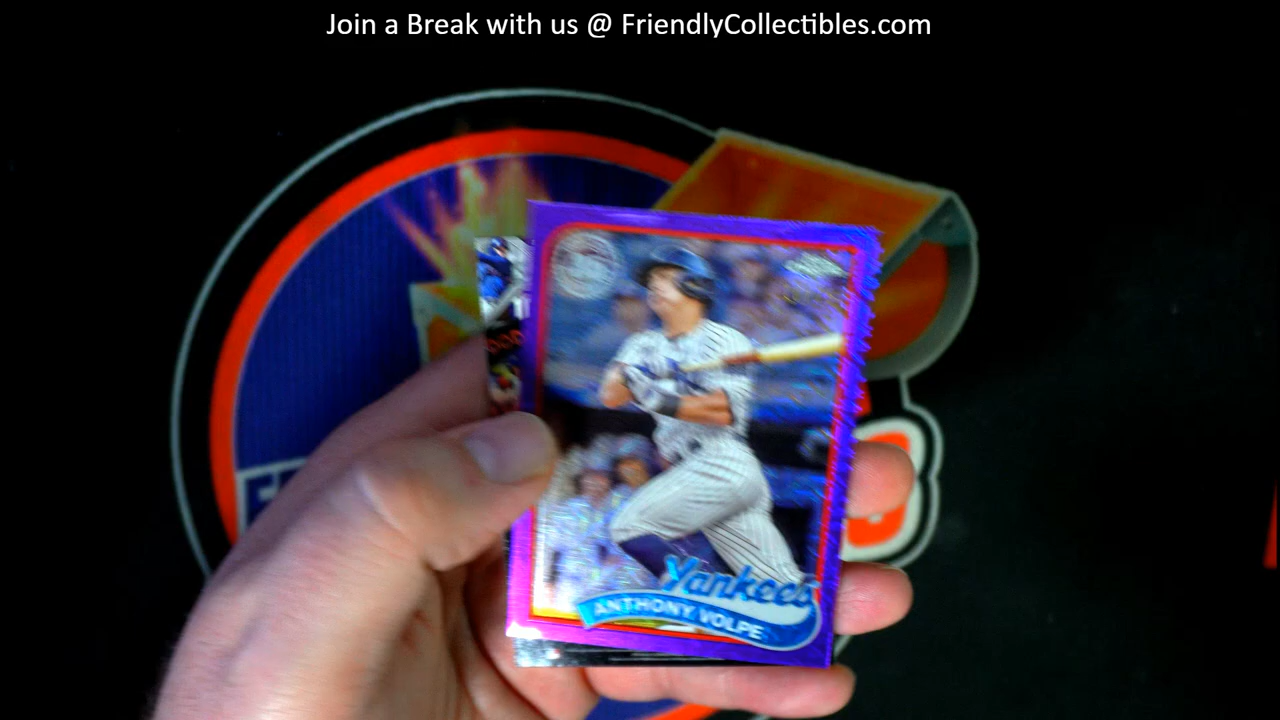 Join a Break with us @ FriendlyCollectibles.com
Yankees
ANTHONY VOLPE